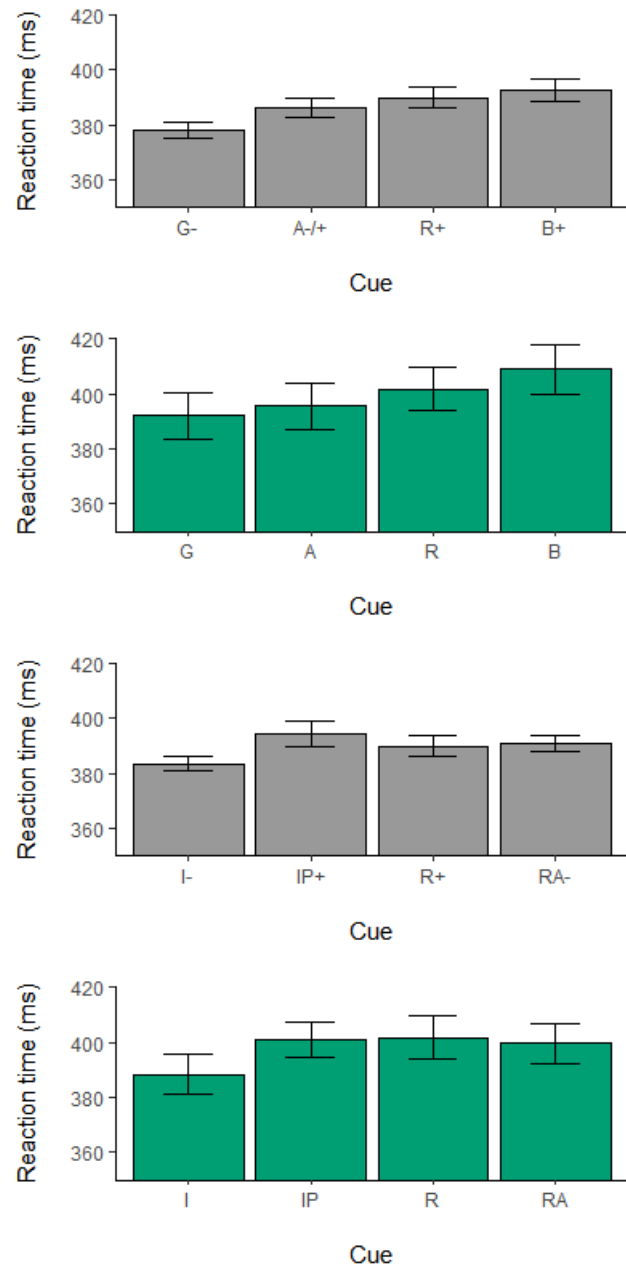 Reaction time (ms)
420
400
380
360
G- A-/+ R+ B+
Cue
Reaction time (ms)
420
400
380
360
G A R B
Cue
Reaction time (ms)
420
400
380
360
I- IP+ R+ RA-
Cue
Reaction time (ms)
420
400
380
360
I IP R RA
Cue